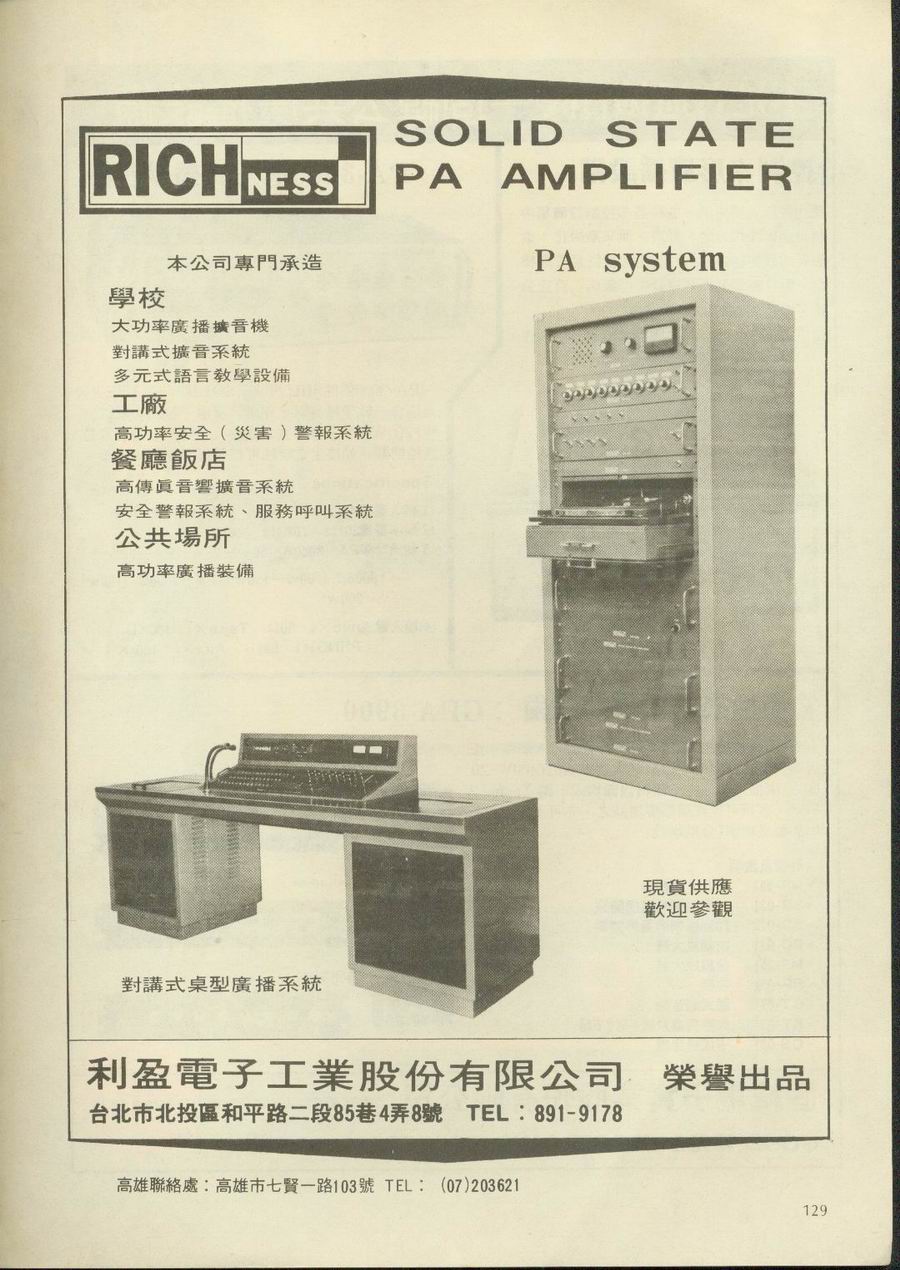 RICHNESS
SOLID STATE
PA AMPLIFIER
本公司專門承造
學校
大功率廣播擴音機
對講式擴音系統
多元式語言教學設備
工廠
高功率安全(災害)警報系統
餐廳飯店
高傳眞音響擴音系統
安全警報系統、服務呼叫系統
公共場所
高功率廣播裝備
PA system
現貨供應
歡迎參觀
對講式桌型廣播系統
利盈電子工業股份有限公司 榮譽出品
台北市北投區和平路二段85巷4弄8號 TEL：891-9178
高雄聯絡處：高雄市七賢一路103號 TEL： (07)203621
129